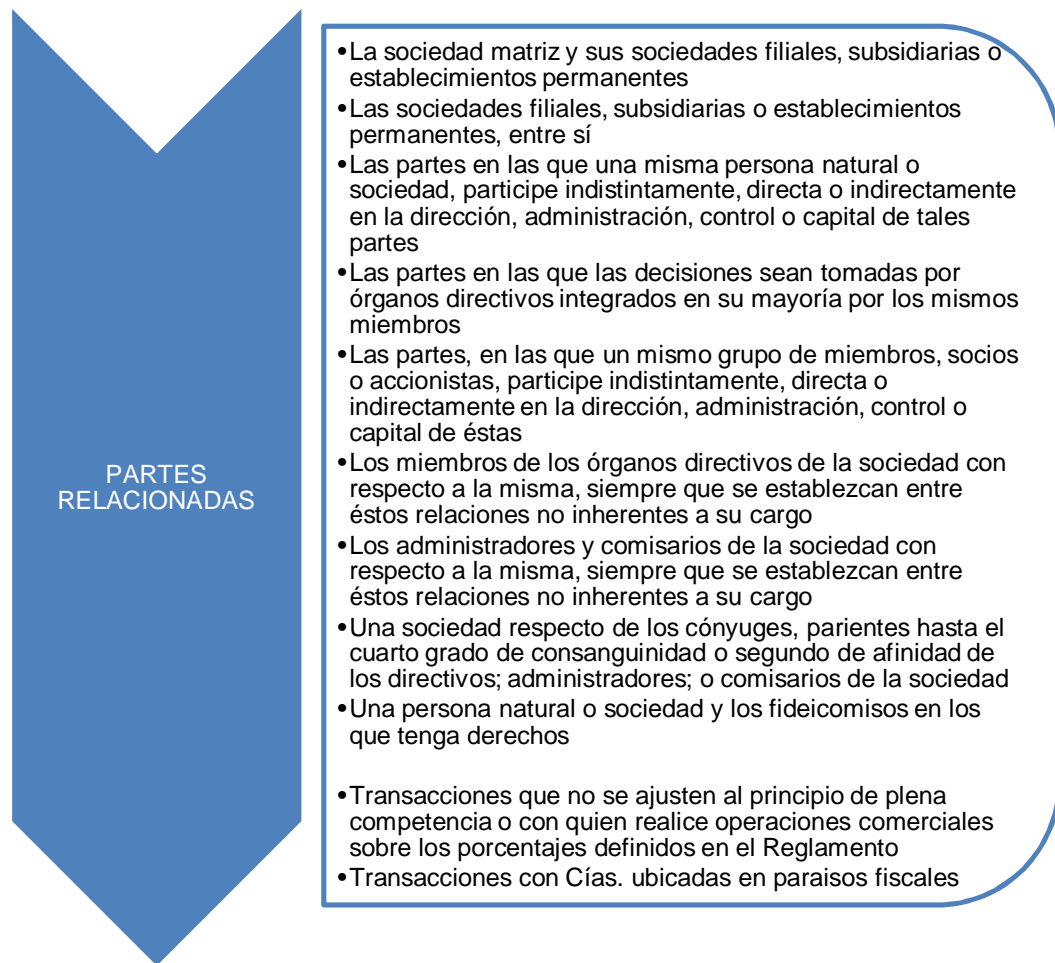 PARTES
RELACIONADAS
•La sociedad matriz y sus sociedades filiales, subsidiarias o
establecimientos permanentes
•Las sociedades filiales, subsidiarias o establecimientos
permanentes, entre sí
•Las partes en las que una misma persona natural o
sociedad, participe indistintamente, directa o indirectamente
en la dirección, administración, control o capital de tales
partes
•Las partes en las que las decisiones sean tomadas por
órganos directivos integrados en su mayoría por los mismos
miembros
•Las partes, en las que un mismo grupo de miembros, socios
o accionistas, participe indistintamente, directa o
indirectamente en la dirección, administración, control o
capital de éstas
•Los miembros de los órganos directivos de la sociedad con
respecto a la misma, siempre que se establezcan entre
éstos relaciones no inherentes a su cargo
•Los administradores y comisarios de la sociedad con
respecto a la misma, siempre que se establezcan entre
éstos relaciones no inherentes a su cargo
•Una sociedad respecto de los cónyuges, parientes hasta el
cuarto grado de consanguinidad o segundo de afinidad de
los directivos; administradores; o comisarios de la sociedad
•Una persona natural o sociedad y los fideicomisos en los
que tenga derechos
•Transacciones que no se ajusten al principio de plena
competencia o con quien realice operaciones comerciales
sobre los porcentajes definidos en el Reglamento
•Transacciones con Cías. ubicadas en paraisos fiscales